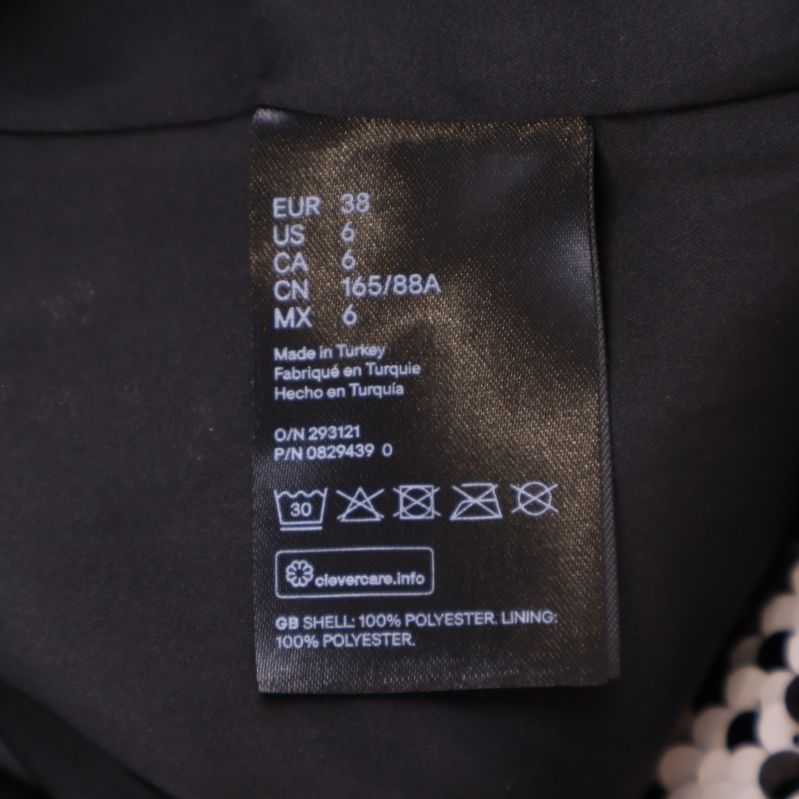 EUR 38
US 6
CA 6
CN 165/88A
MX 6
Made in Turkey
Fabriqué en Turquie
Hecho en Turquía
O/N 293121
P/N 0829439 0
30
clevercare.info
GB SHELL: 100% POLYESTER. LINING:
100% POLYESTER.